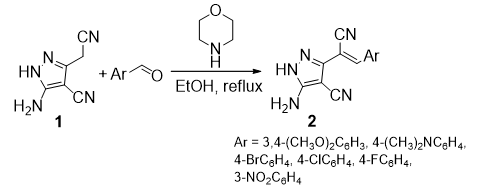 CN
N
HN
CN
H₂N
1
+ Ar
O
O
N
H
EtOH, reflux
CN
Ar
N
HN
CN
H₂N
2
Ar = 3,4-(CH₃O)₂C₆H₃, 4-(CH₃)₂NC₆H₄,
4-BrC₆H₄, 4-ClC₆H₄, 4-FC₆H₄,
3-NO₂C₆H₄